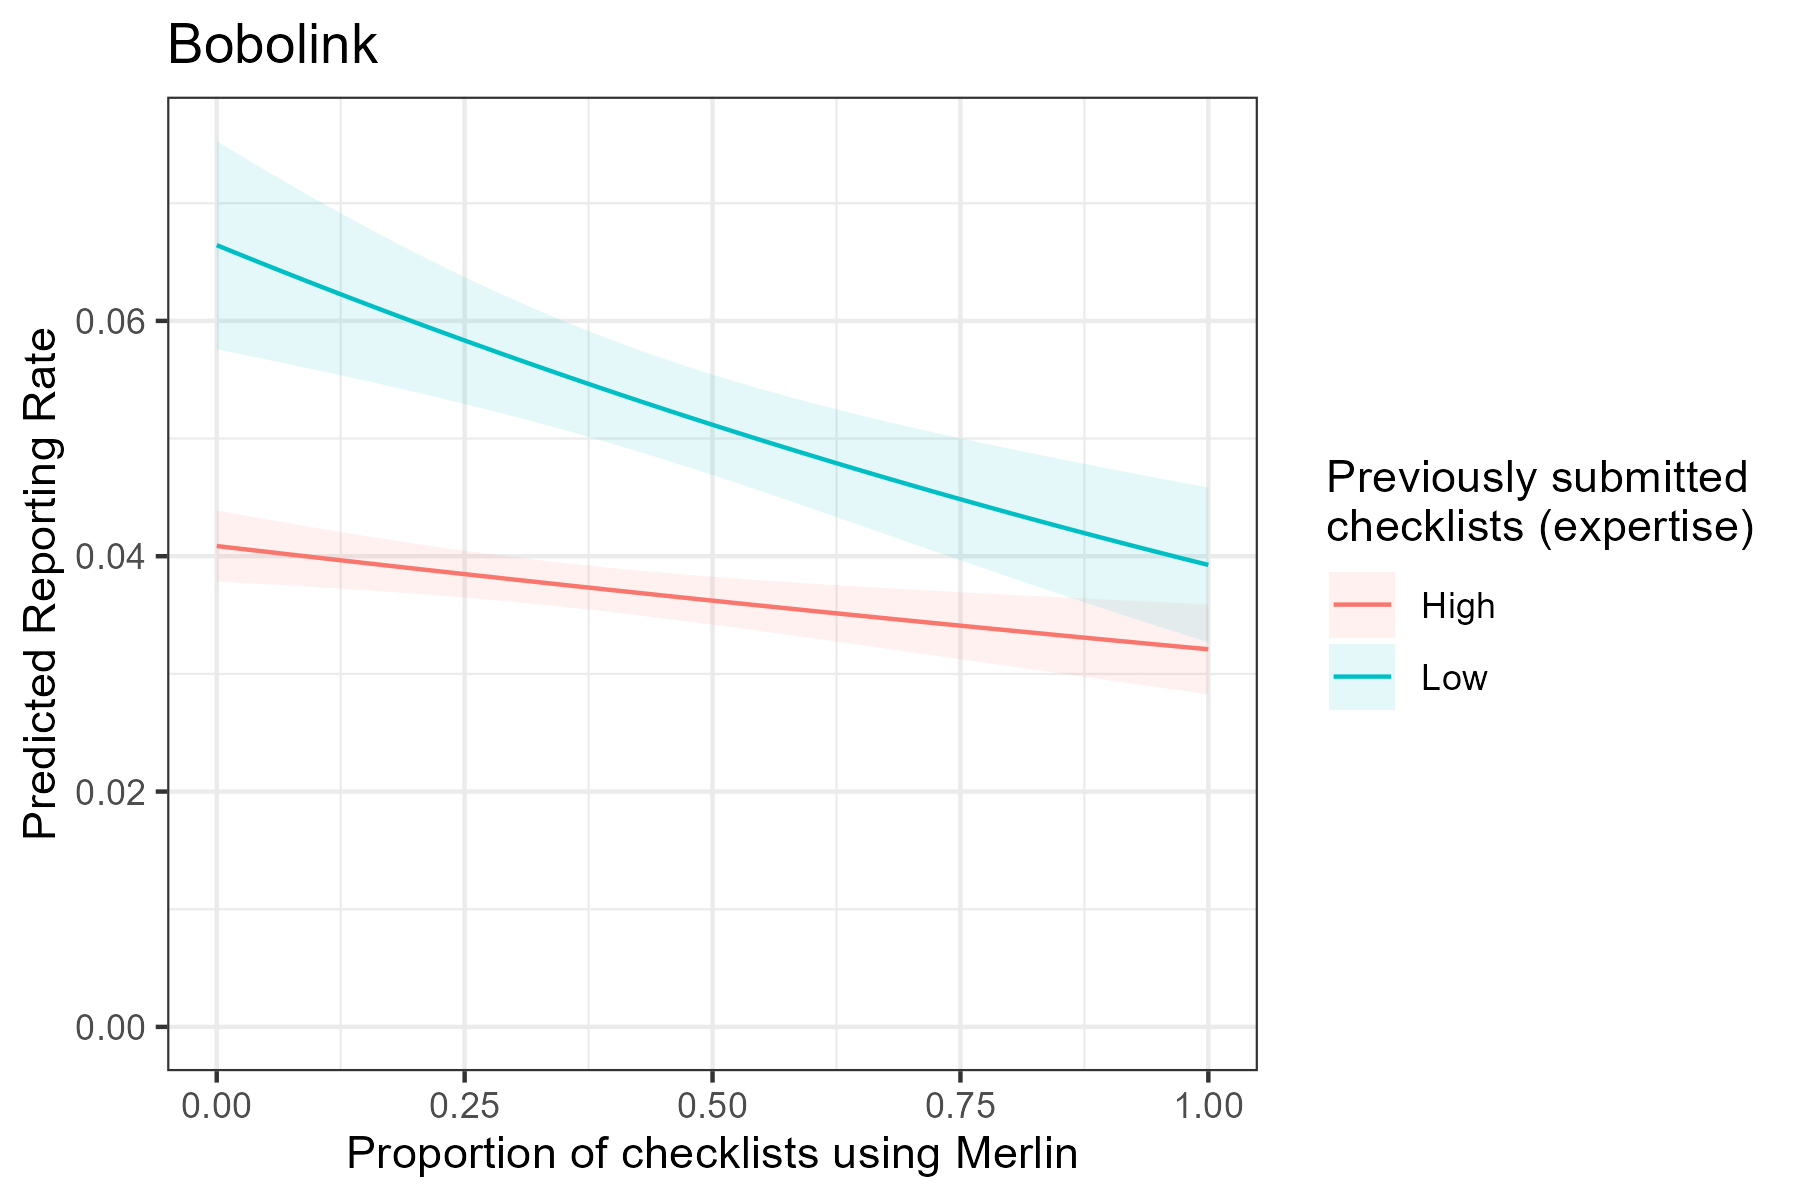 Bobolink
Predicted Reporting Rate
0.06
0.04
0.02
0.00
0.00 0.25 0.50 0.75 1.00
Proportion of checklists using Merlin
Previously submitted
checklists (expertise)
High
Low